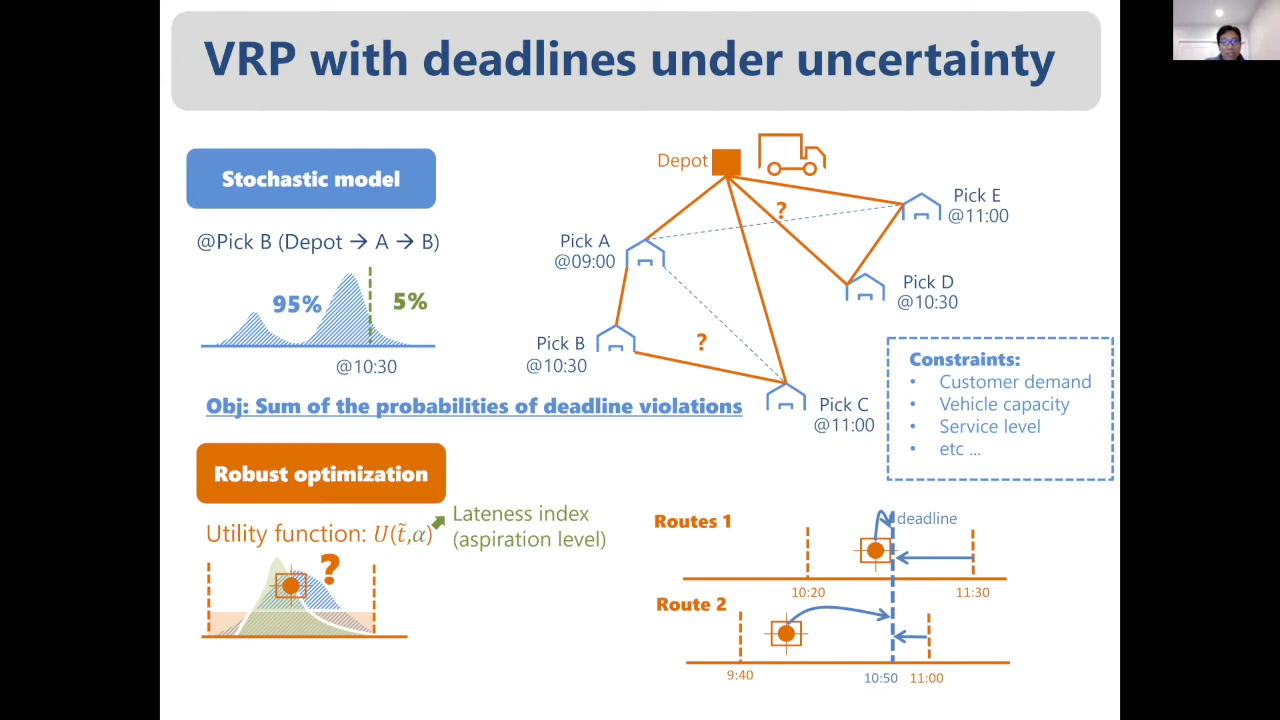 VRP with deadlines under uncertainty
Stochastic model
@Pick B (Depot → A → B)
95%
5%
@10:30
Obj: Sum of the probabilities of deadline violations
Depot
?
Pick E
@11:00
Pick A
@09:00
Pick D
@10:30
Pick B
@10:30
?
Pick C
@11:00
Constraints:
• Customer demand
• Vehicle capacity
• Service level
• etc ...
Robust optimization
Utility function: U(t̃,α)
Lateness index
(aspiration level)
?
Routes 1
deadline
10:20
11:30
Route 2
9:40
10:50
11:00